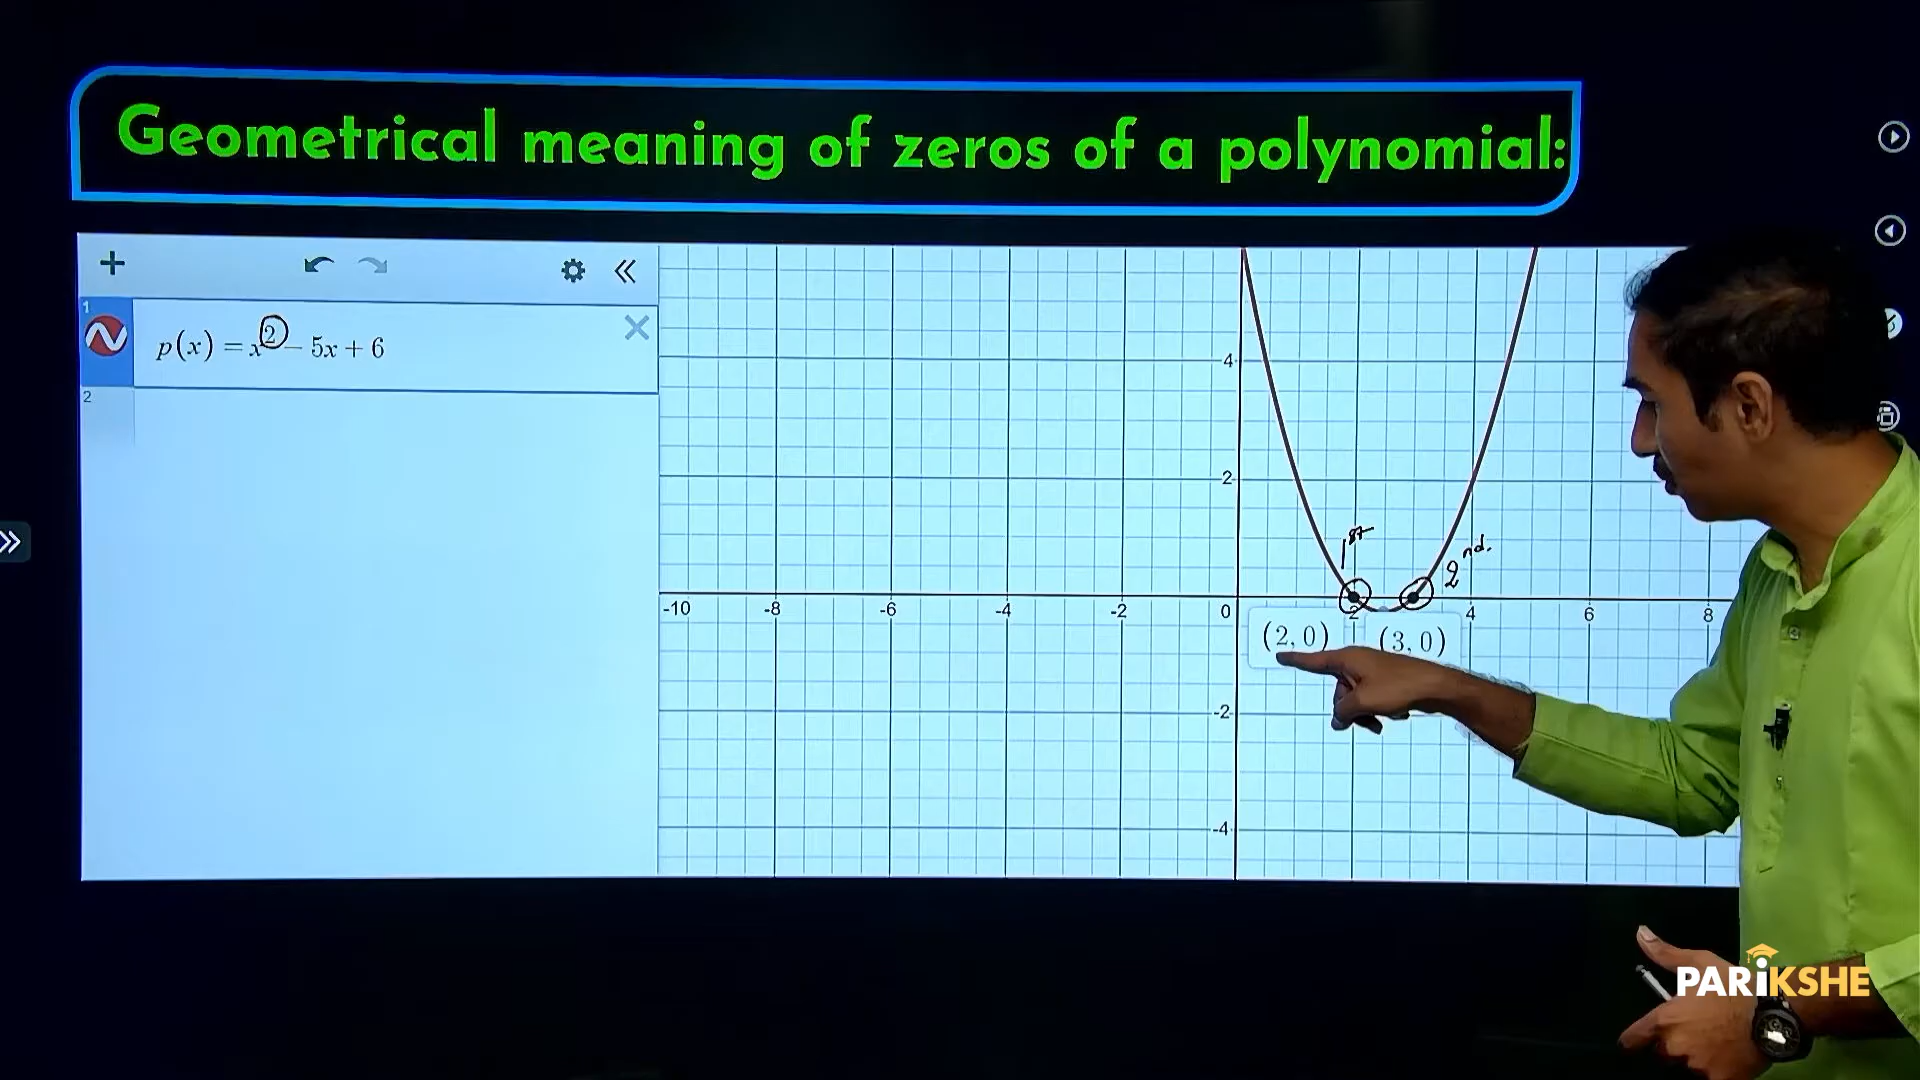 Geometrical meaning of zeros of a polynomial:
1
p(x) = x² – 5x + 6
2
4
2
1st
2nd.
-10 -8 -6 -4 -2 0 2 4 6 8
(2, 0) (3, 0)
-2
-4
PARIKSHE